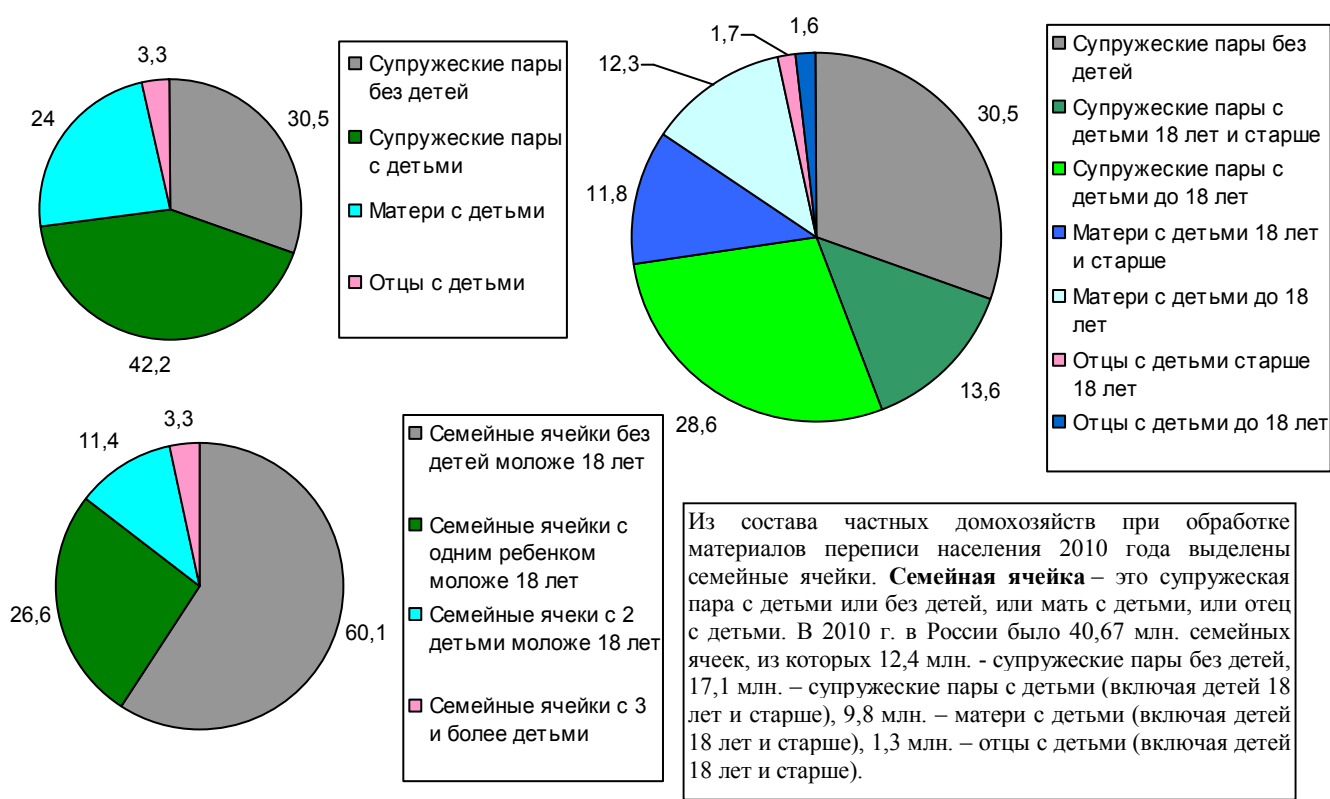 3,3
24
30,5
42,2
Супружеские пары
без детей
Супружеские пары
с детьми
Матери с детьми
Отцы с детьми
1,7
1,6
12,3
30,5
11,8
28,6
13,6
Супружеские пары без
детей
Супружеские пары с
детьми 18 лет и старше
Супружеские пары с
детьми до 18 лет
Матери с детьми 18 лет
и старше
Матери с детьми до 18
лет
Отцы с детьми старше
18 лет
Отцы с детьми до 18 лет
3,3
11,4
26,6
60,1
Семейные ячейки без
детей моложе 18 лет
Семейные ячейки с
одним ребенком
моложе 18 лет
Семейные ячеки с 2
детьми моложе 18 лет
Семейные ячейки с 3
и более детьми
Из состава частных домохозяйств при обработке
материалов переписи населения 2010 года выделены
семейные ячейки. Семейная ячейка – это супружеская
пара с детьми или без детей, или мать с детьми, или отец
с детьми. В 2010 г. в России было 40,67 млн. семейных
ячеек, из которых 12,4 млн. - супружеские пары без детей,
17,1 млн. – супружеские пары с детьми (включая детей 18
лет и старше), 9,8 млн. – матери с детьми (включая детей
18 лет и старше), 1,3 млн. – отцы с детьми (включая детей
18 лет и старше).